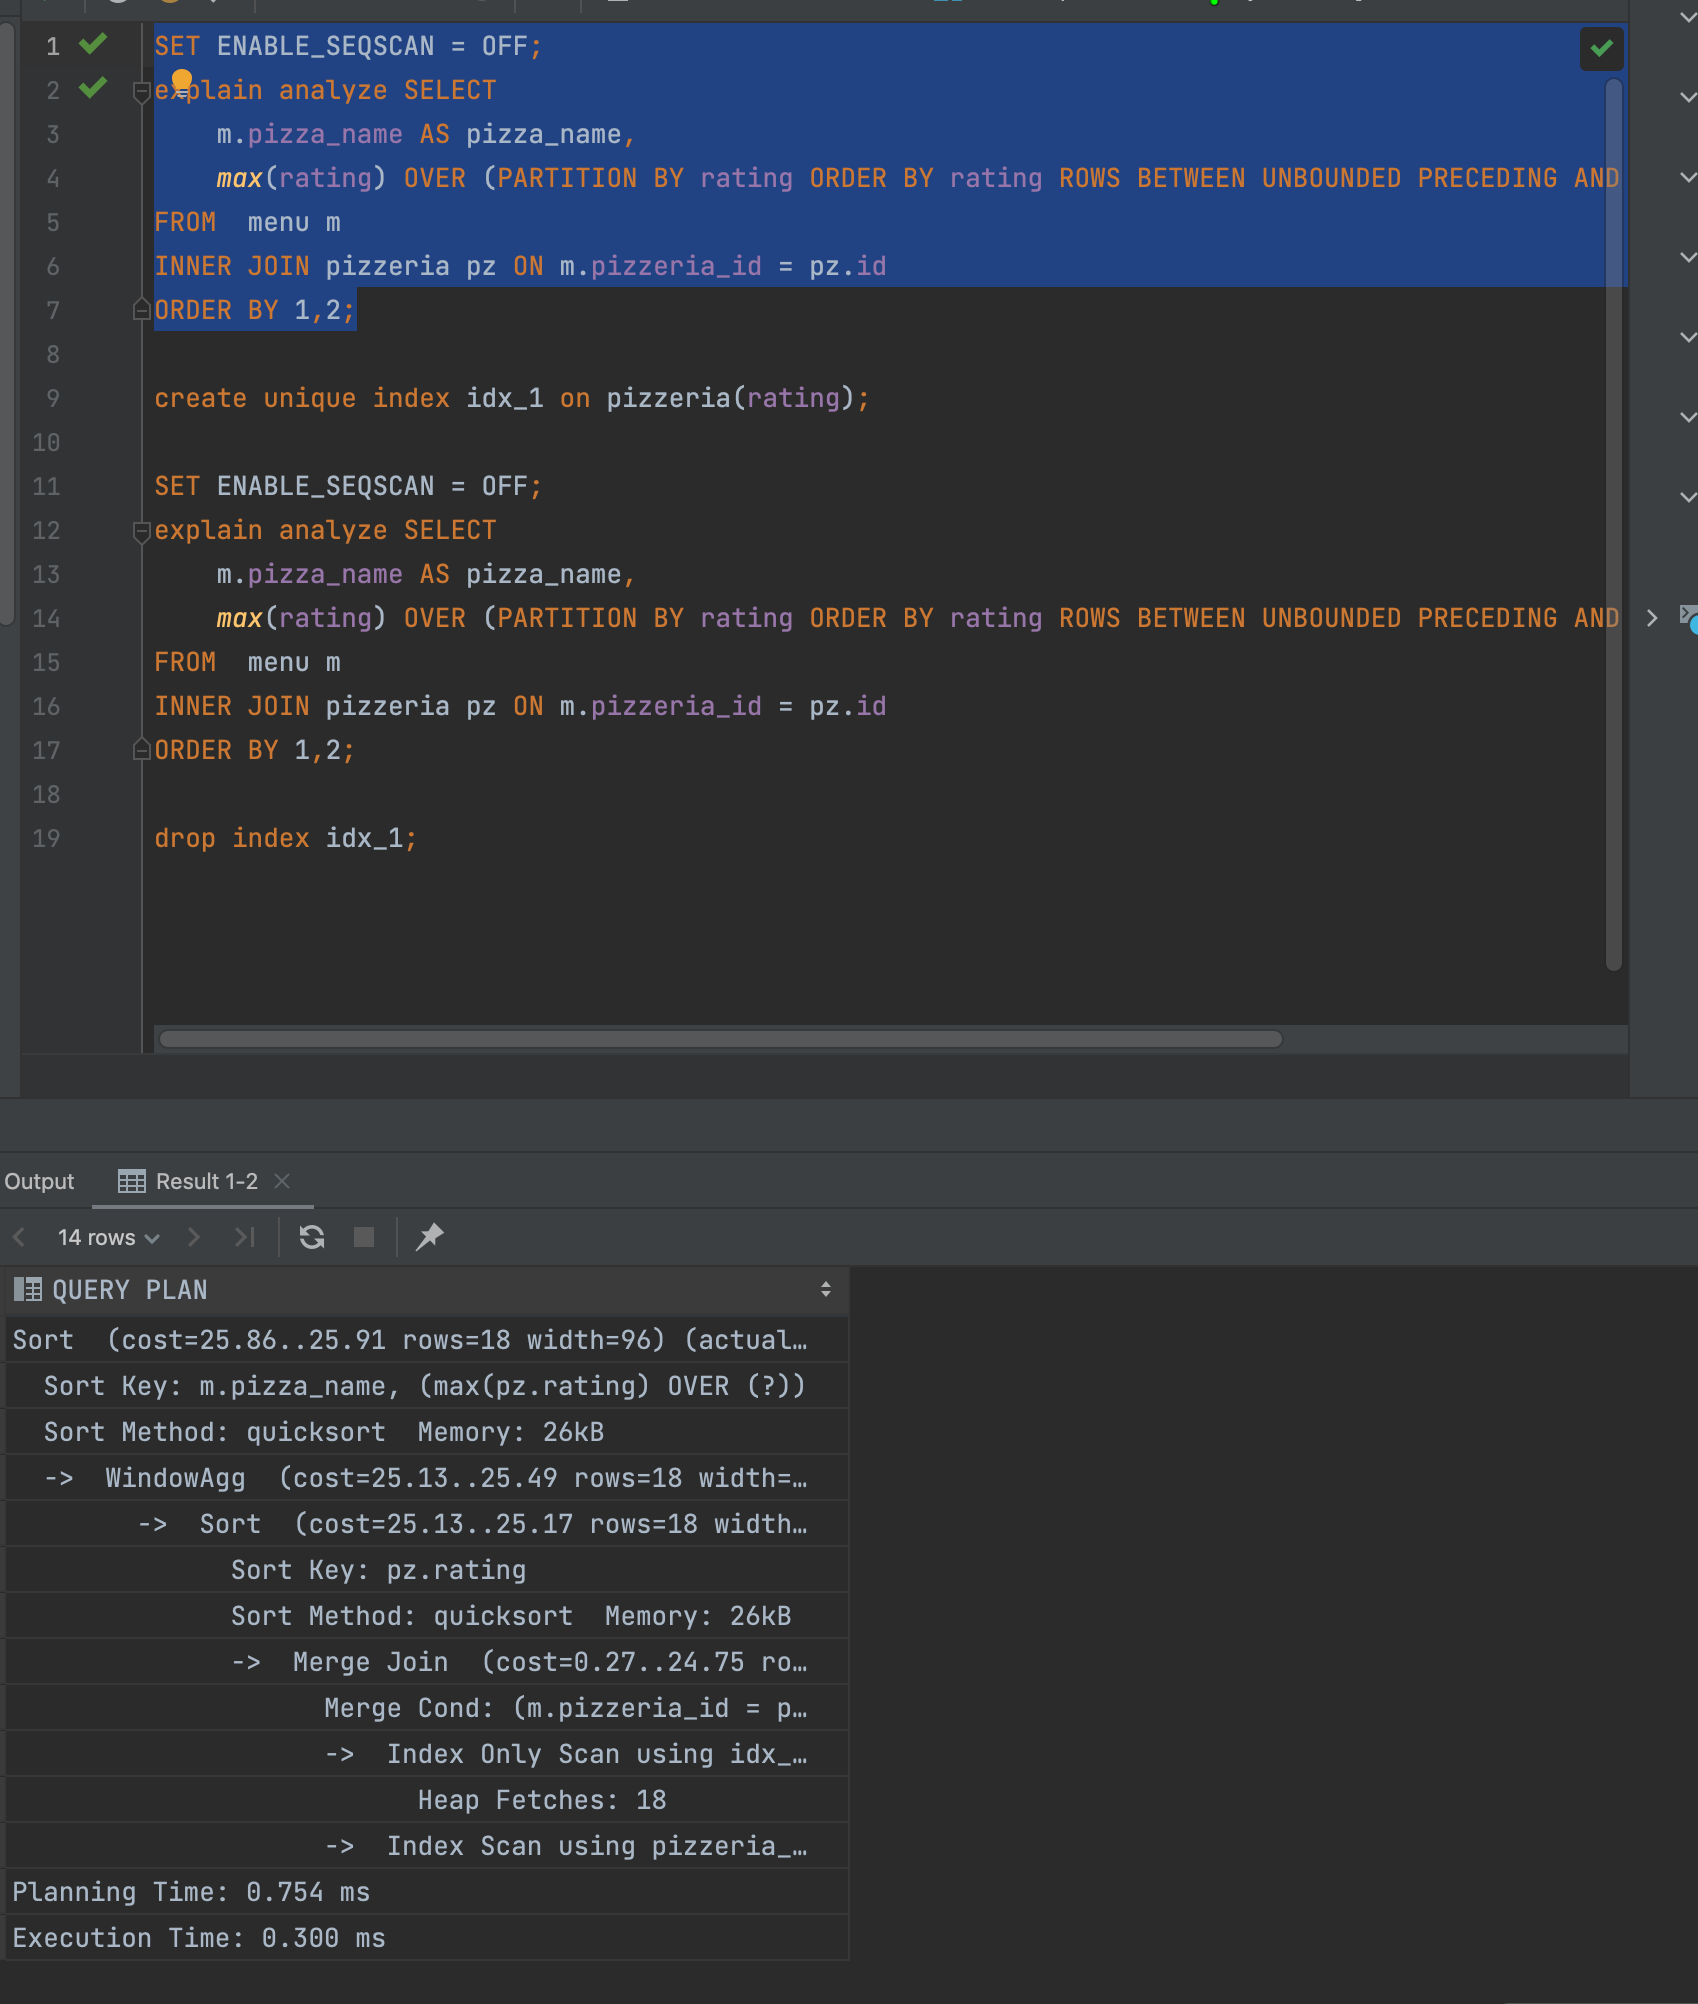 1 SET ENABLE_SEQSCAN = OFF;
2 explain analyze SELECT
3 m.pizza_name AS pizza_name,
4 max(rating) OVER (PARTITION BY rating ORDER BY rating ROWS BETWEEN UNBOUNDED PRECEDING AND
5 FROM  menu m
6 INNER JOIN pizzeria pz ON m.pizzeria_id = pz.id
7 ORDER BY 1,2;
8
9 create unique index idx_1 on pizzeria(rating);
10
11 SET ENABLE_SEQSCAN = OFF;
12 explain analyze SELECT
13 m.pizza_name AS pizza_name,
14 max(rating) OVER (PARTITION BY rating ORDER BY rating ROWS BETWEEN UNBOUNDED PRECEDING AND
15 FROM  menu m
16 INNER JOIN pizzeria pz ON m.pizzeria_id = pz.id
17 ORDER BY 1,2;
18
19 drop index idx_1;
Output Result 1-2
14 rows
QUERY PLAN
Sort  (cost=25.86..25.91 rows=18 width=96) (actual…
Sort Key: m.pizza_name, (max(pz.rating) OVER (?))
Sort Method: quicksort  Memory: 26kB
->  WindowAgg  (cost=25.13..25.49 rows=18 width=…
->  Sort  (cost=25.13..25.17 rows=18 width…
Sort Key: pz.rating
Sort Method: quicksort  Memory: 26kB
->  Merge Join  (cost=0.27..24.75 ro…
Merge Cond: (m.pizzeria_id = p…
->  Index Only Scan using idx_…
Heap Fetches: 18
->  Index Scan using pizzeria_…
Planning Time: 0.754 ms
Execution Time: 0.300 ms